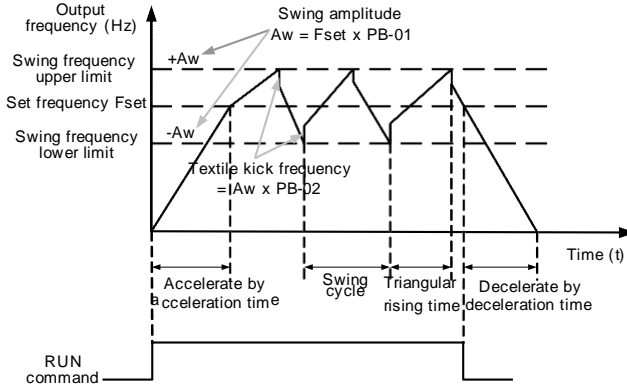 Output
frequency (Hz)
Swing amplitude
Aw = Fset x PB-01
Swing frequency
upper limit
+Aw
Set frequency Fset
Swing frequency
lower limit
-Aw
Textile kick frequency
= Aw x PB-02
Time (t)
Accelerate by
acceleration time
Swing
cycle
Triangular
rising time
Decelerate by
deceleration time
RUN
command